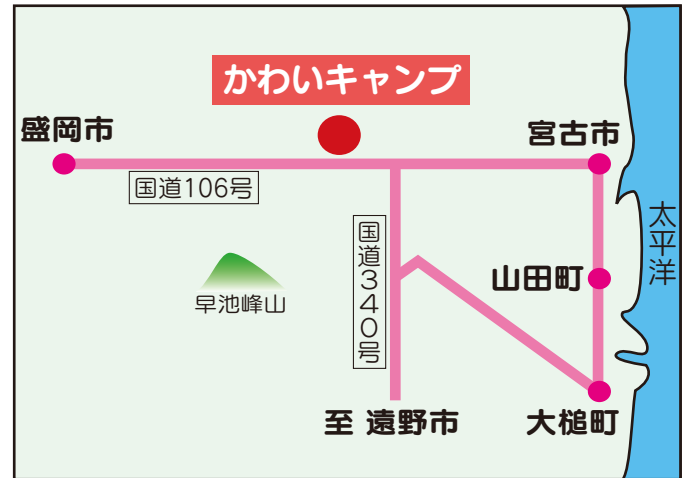 かわいキャンプ
盛岡市
宮古市
国道106号
太平洋
国道340号
山田町
早池峰山
至 遠野市
大槌町